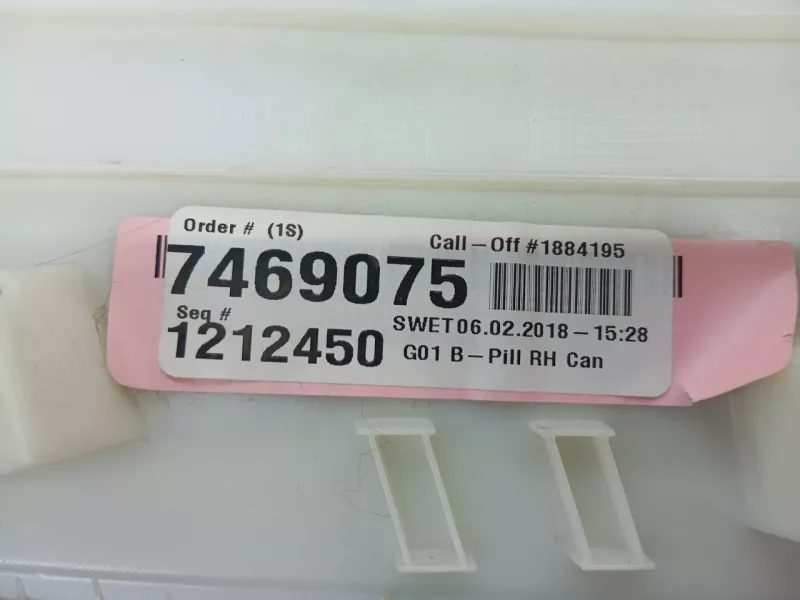 Order # (1S)
Call-Off #1884195
7469075
Seq #
SWET 06.02.2018-15:28
1212450
G01 B-Pill RH Can